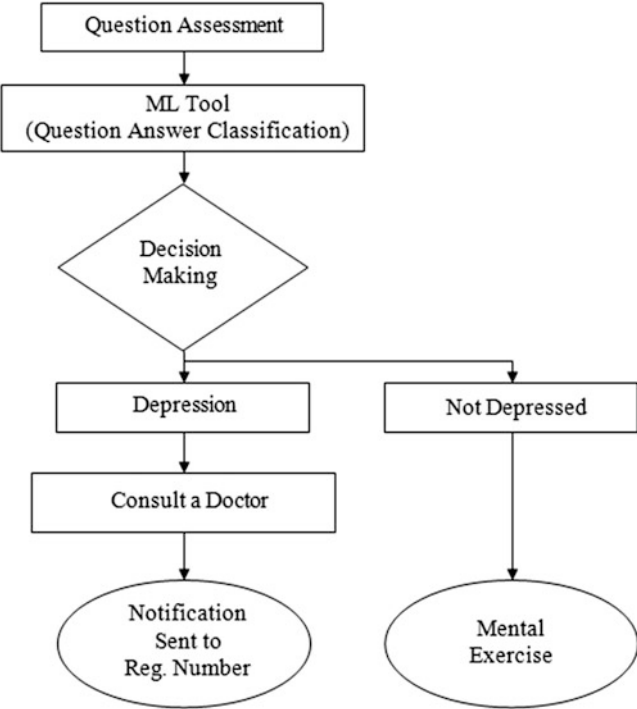 Question Assessment
ML Tool
(Question Answer Classification)
Decision
Making
Depression
Not Depressed
Consult a Doctor
Notification
Sent to
Reg. Number
Mental
Exercise